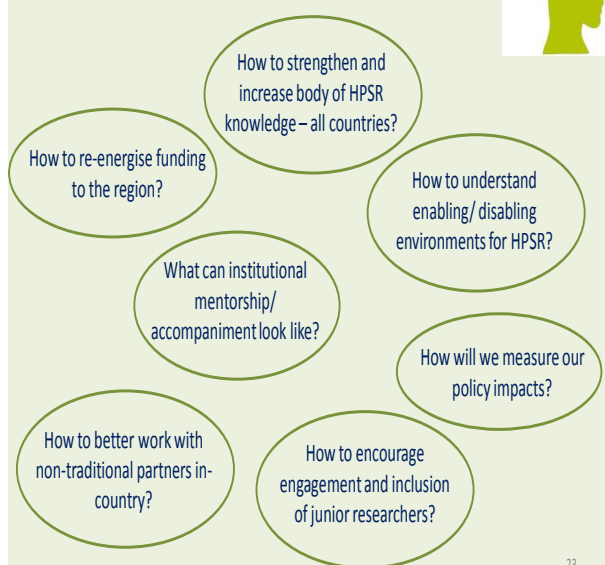 How to strengthen and
increase body of HPSR
knowledge – all countries?
How to re-energise funding
to the region?
How to understand
enabling/ disabling
environments for HPSR?
What can institutional
mentorship/
accompaniment look like?
How will we measure our
policy impacts?
How to better work with
non-traditional partners in-
country?
How to encourage
engagement and inclusion
of junior researchers?
23